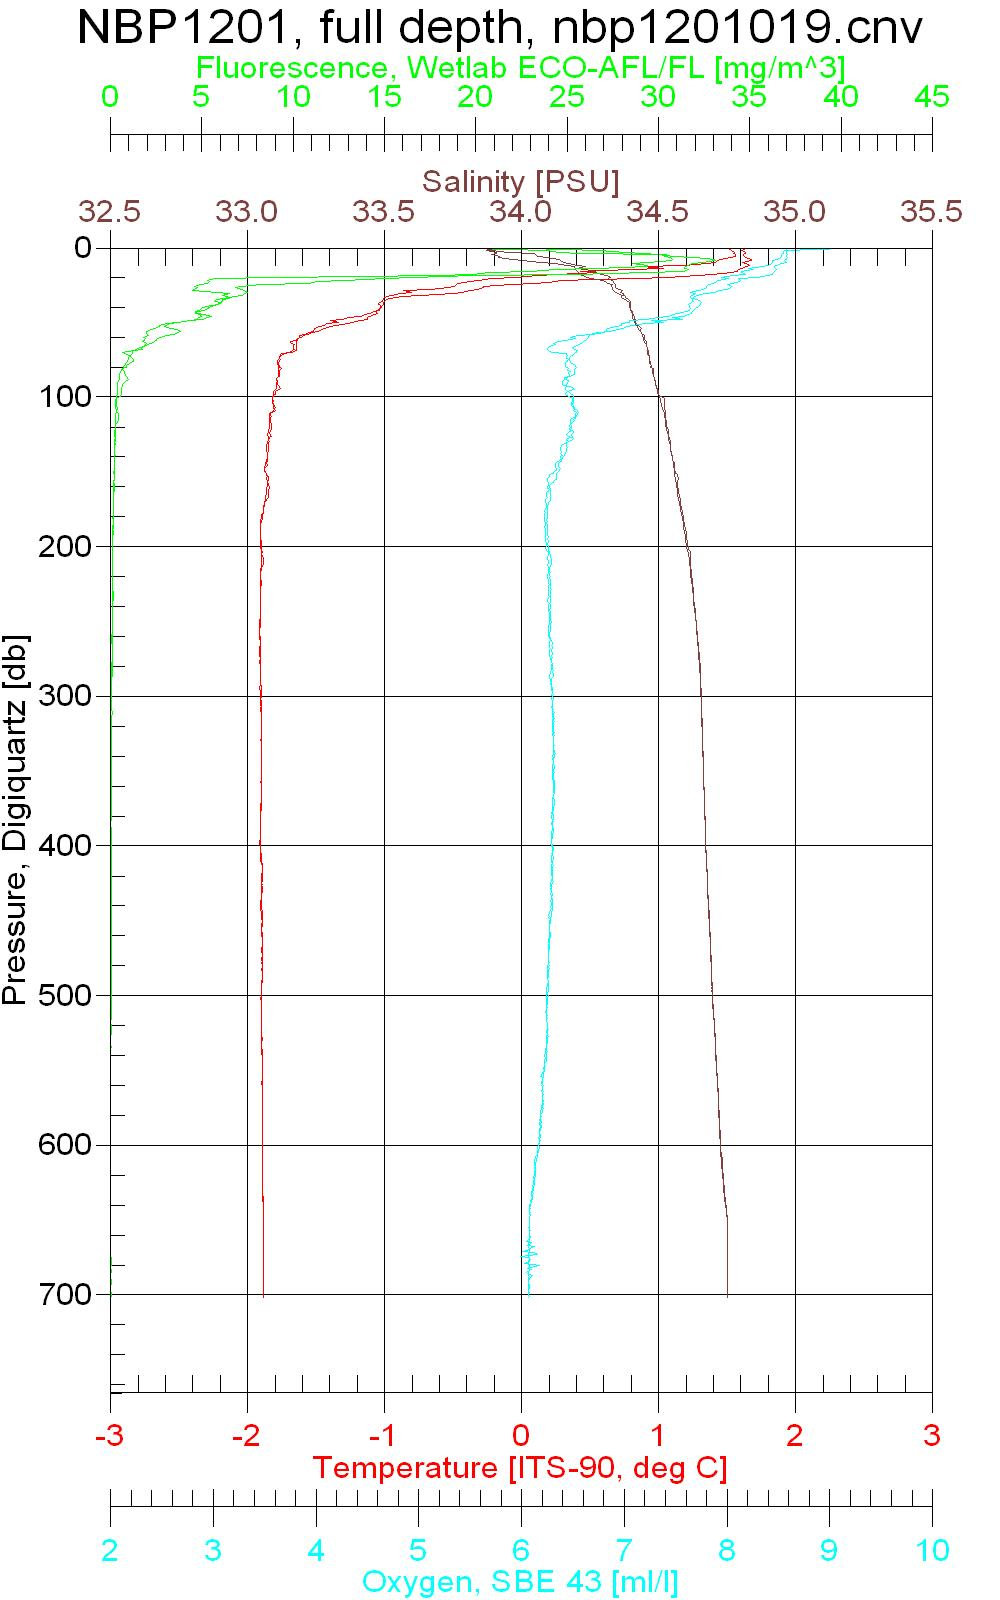 NBP1201, full depth, nbp1201019.cnv
Fluorescence, Wetlab ECO-AFL/FL [mg/m^3]
0 5 10 15 20 25 30 35 40 45
Salinity [PSU]
32.5 33.0 33.5 34.0 34.5 35.0 35.5
0
100
200
300
400
500
600
700
Pressure, Digiquartz [db]
-3 -2 -1 0 1 2 3
Temperature [ITS-90, deg C]
2 3 4 5 6 7 8 9 10
Oxygen, SBE 43 [ml/l]